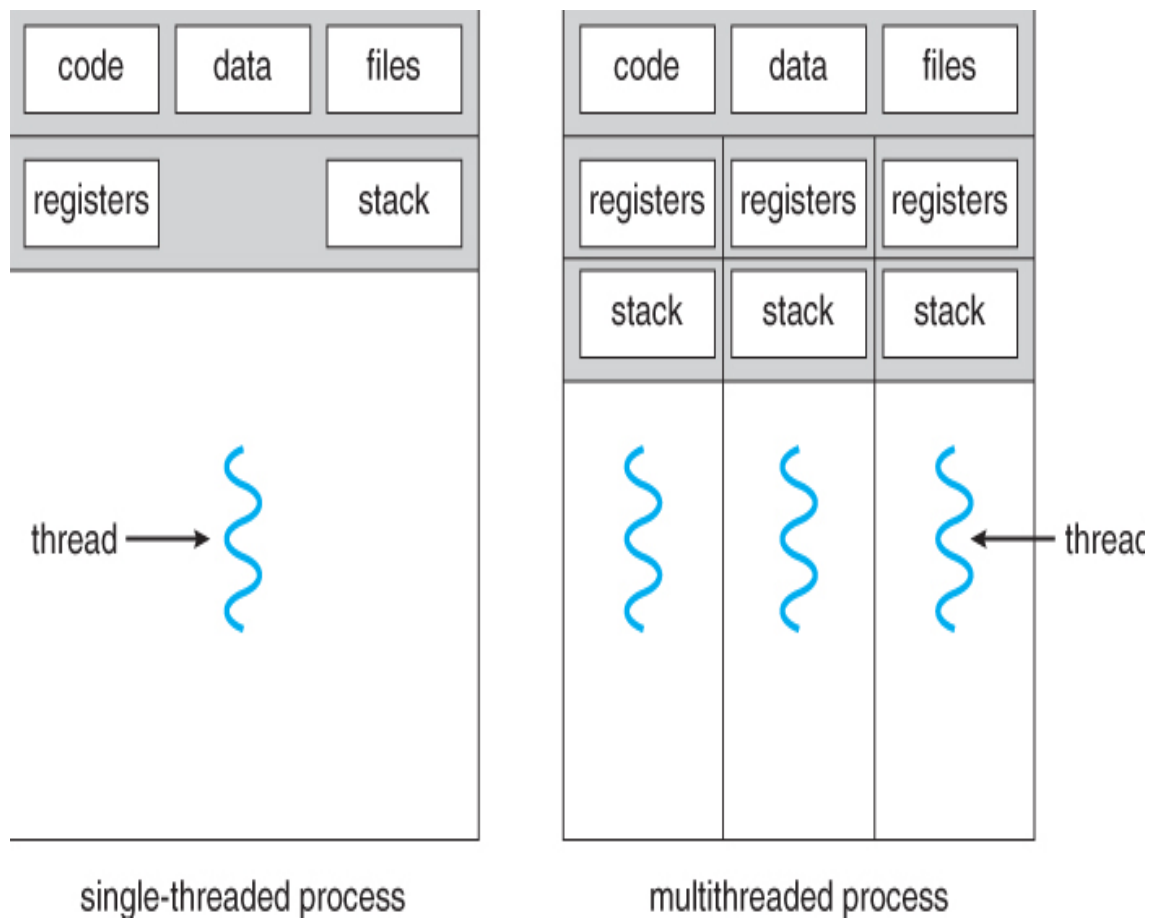 code data files
registers stack
thread
single-threaded process
code data files
registers registers registers
stack stack stack
threac
multithreaded process